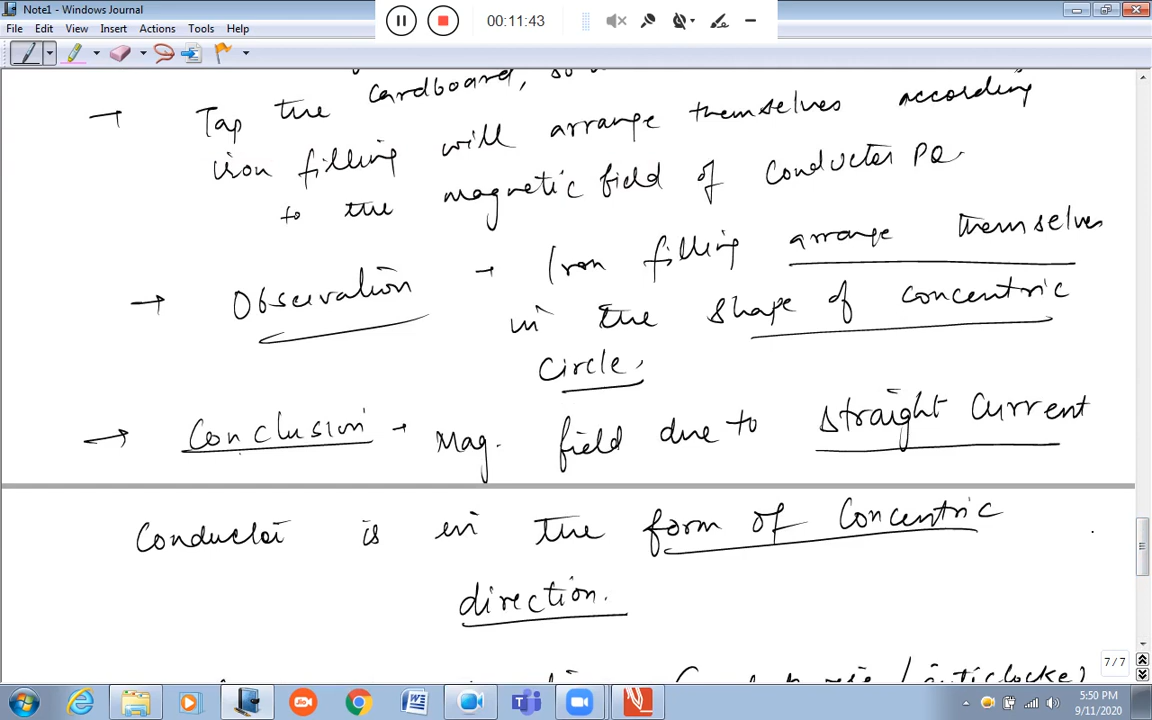 Note1 - Windows Journal
00:11:43
File Edit View Insert Actions Tools Help
Tap the cardboard, so
iron filling will arrange themselves according
to the magnetic field of conductor PQ
Observation - Iron filling arrange themselves
in the shape of concentric
circle.
Conclusion - Mag. field due to straight current
Conductor is in the form of concentric
direction.
7 / 7
5:50 PM
9/11/2020